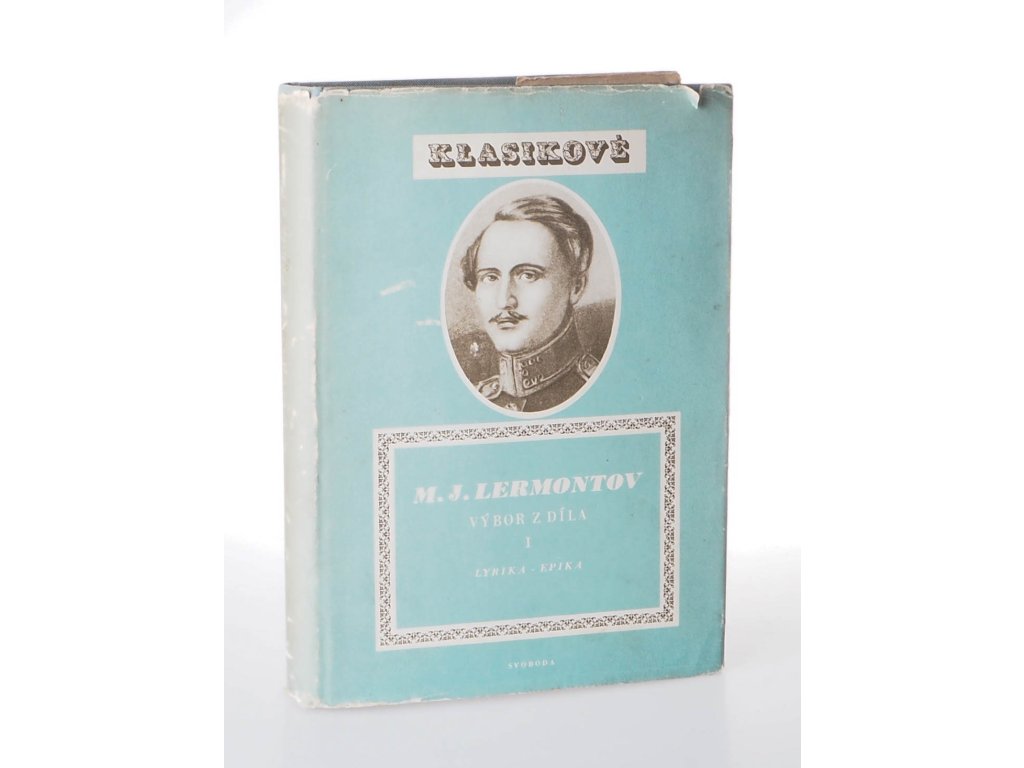 KLASIKOVÉ
M. J. LERMONTOV
VÝBOR Z DÍLA
I
LYRIKA - EPIKA
SVOBODA